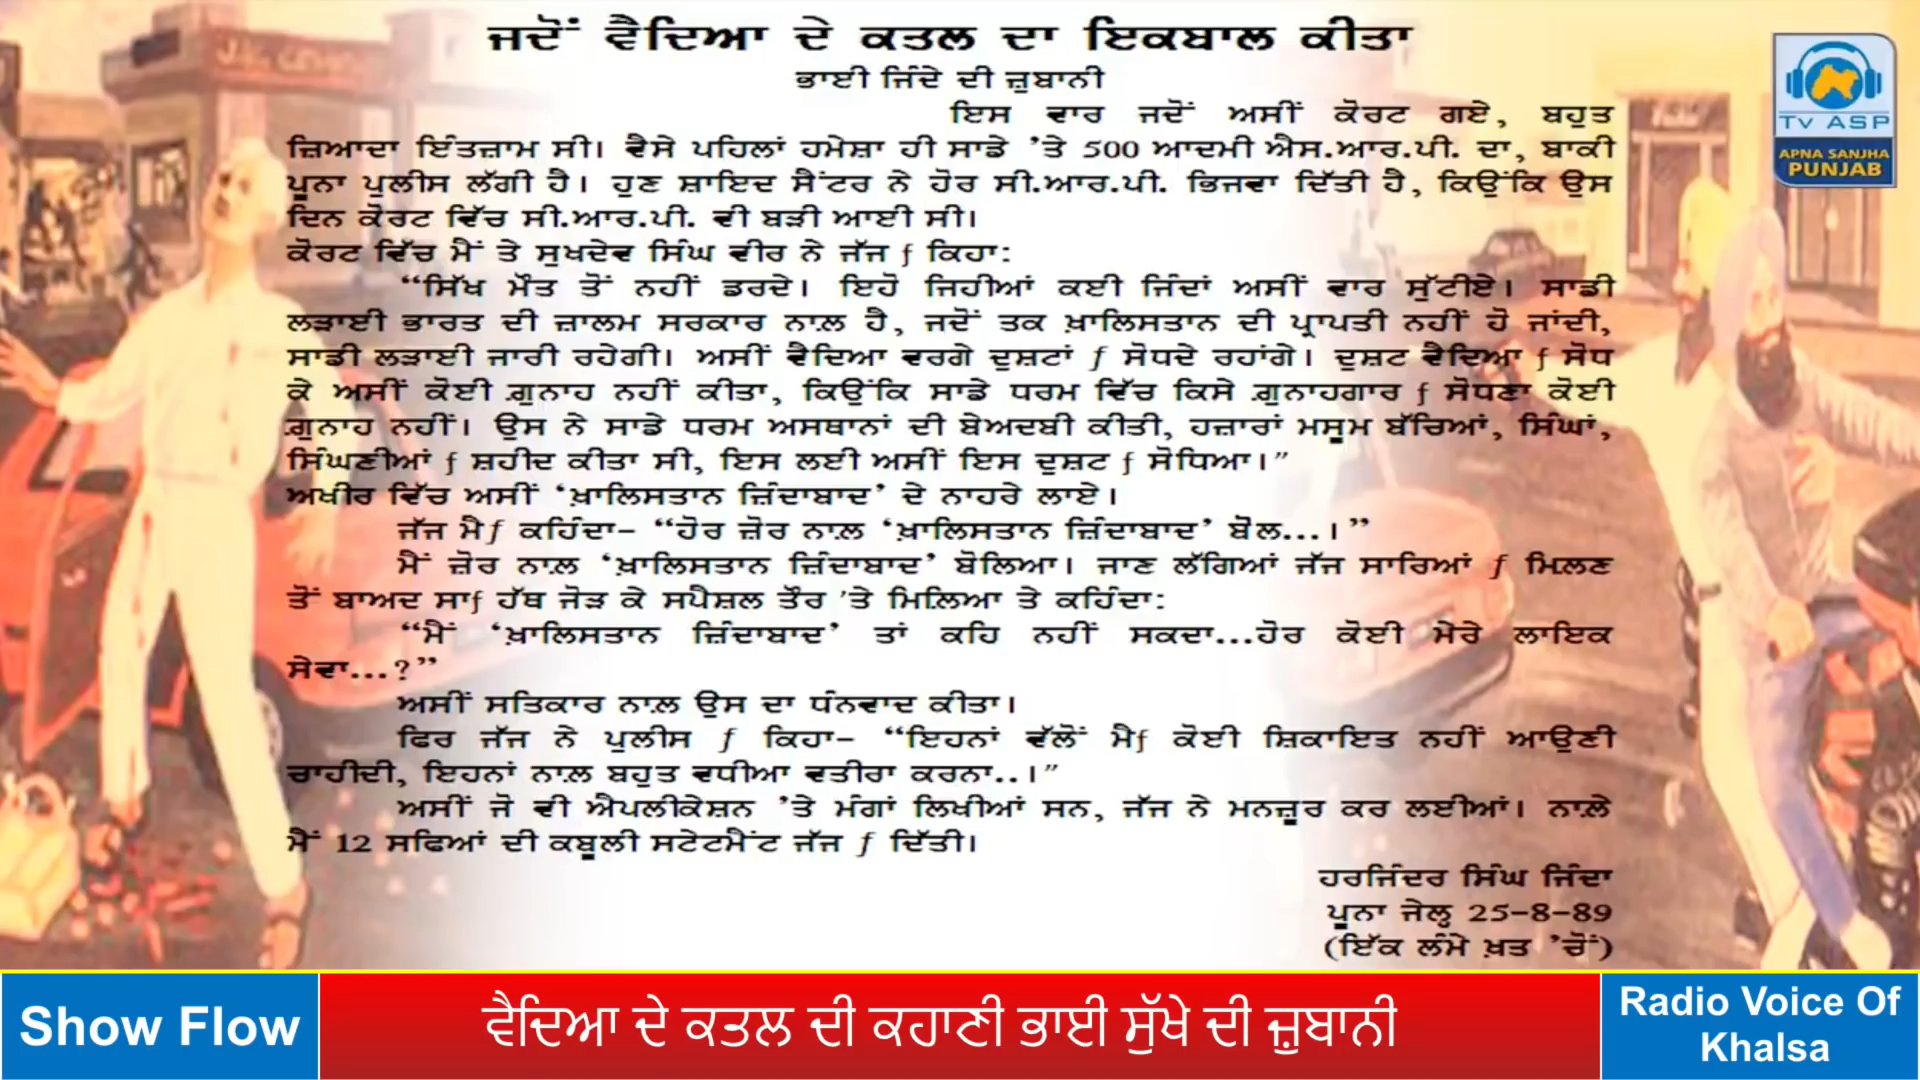 ਜਦੋਂ ਵੈਦਿਆ ਦੇ ਕਤਲ ਦਾ ਇਕਬਾਲ ਕੀਤਾ
ਭਾਈ ਜਿੰਦੇ ਦੀ ਜ਼ੁਬਾਨੀ
ਇਸ ਵਾਰ ਜਦੋਂ ਅਸੀਂ ਕੋਰਟ ਗਏ, ਬਹੁਤ
ਜ਼ਿਆਦਾ ਇੰਤਜ਼ਾਮ ਸੀ। ਵੈਸੇ ਪਹਿਲਾਂ ਹਮੇਸ਼ਾ ਹੀ ਸਾਡੇ ’ਤੇ 500 ਆਦਮੀ ਐਸ.ਆਰ.ਪੀ. ਦਾ, ਬਾਕੀ
ਪੂਨਾ ਪੁਲੀਸ ਲੱਗੀ ਹੈ। ਹੁਣ ਸ਼ਾਇਦ ਸੈਂਟਰ ਨੇ ਹੋਰ ਸੀ.ਆਰ.ਪੀ. ਭਿਜਵਾ ਦਿੱਤੀ ਹੈ, ਕਿਉਂਕਿ ਉਸ
ਦਿਨ ਕੋਰਟ ਵਿੱਚ ਸੀ.ਆਰ.ਪੀ. ਵੀ ਬੜੀ ਆਈ ਸੀ।
ਕੋਰਟ ਵਿੱਚ ਮੈਂ ਤੇ ਸੁਖਦੇਵ ਸਿੰਘ ਵੀਰ ਨੇ ਜੱਜ ƒ ਕਿਹਾ:
“ਸਿੱਖ ਮੌਤ ਤੋਂ ਨਹੀਂ ਡਰਦੇ। ਇਹੋ ਜਿਹੀਆਂ ਕਈ ਜਿੰਦਾਂ ਅਸੀਂ ਵਾਰ ਸੁੱਟੀਏ। ਸਾਡੀ
ਲੜਾਈ ਭਾਰਤ ਦੀ ਜ਼ਾਲਮ ਸਰਕਾਰ ਨਾਲ਼ ਹੈ, ਜਦੋਂ ਤਕ ਖ਼ਾਲਿਸਤਾਨ ਦੀ ਪ੍ਰਾਪਤੀ ਨਹੀਂ ਹੋ ਜਾਂਦੀ,
ਸਾਡੀ ਲੜਾਈ ਜਾਰੀ ਰਹੇਗੀ। ਅਸੀਂ ਵੈਦਿਆ ਵਰਗੇ ਦੁਸ਼ਟਾਂ ƒ ਸੋਧਦੇ ਰਹਾਂਗੇ। ਦੁਸ਼ਟ ਵੈਦਿਆ ƒ ਸੋਧ
ਕੇ ਅਸੀਂ ਕੋਈ ਗ਼ੁਨਾਹ ਨਹੀਂ ਕੀਤਾ, ਕਿਉਂਕਿ ਸਾਡੇ ਧਰਮ ਵਿੱਚ ਕਿਸੇ ਗ਼ੁਨਾਹਗਾਰ ƒ ਸੋਧਣਾ ਕੋਈ
ਗ਼ੁਨਾਹ ਨਹੀਂ। ਉਸ ਨੇ ਸਾਡੇ ਧਰਮ ਅਸਥਾਨਾਂ ਦੀ ਬੇਅਦਬੀ ਕੀਤੀ, ਹਜ਼ਾਰਾਂ ਮਸੂਮ ਬੱਚਿਆਂ, ਸਿੰਘਾਂ,
ਸਿੰਘਣੀਆਂ ƒ ਸ਼ਹੀਦ ਕੀਤਾ ਸੀ, ਇਸ ਲਈ ਅਸੀਂ ਇਸ ਦੁਸ਼ਟ ƒ ਸੋਧਿਆ।”
ਅਖੀਰ ਵਿੱਚ ਅਸੀਂ ‘ਖ਼ਾਲਿਸਤਾਨ ਜ਼ਿੰਦਾਬਾਦ’ ਦੇ ਨਾਹਰੇ ਲਾਏ।
ਜੱਜ ਮੈƒ ਕਹਿੰਦਾ- “ਹੋਰ ਜ਼ੋਰ ਨਾਲ਼ ‘ਖ਼ਾਲਿਸਤਾਨ ਜ਼ਿੰਦਾਬਾਦ’ ਬੋਲ...।”
ਮੈਂ ਜ਼ੋਰ ਨਾਲ਼ ‘ਖ਼ਾਲਿਸਤਾਨ ਜ਼ਿੰਦਾਬਾਦ’ ਬੋਲਿਆ। ਜਾਣ ਲੱਗਿਆਂ ਜੱਜ ਸਾਰਿਆਂ ƒ ਮਿਲਣ
ਤੋਂ ਬਾਅਦ ਸਾƒ ਹੱਥ ਜੋੜ ਕੇ ਸਪੈਸ਼ਲ ਤੌਰ ’ਤੇ ਮਿਲ਼ਿਆ ਤੇ ਕਹਿੰਦਾ:
“ਮੈਂ ‘ਖ਼ਾਲਿਸਤਾਨ ਜ਼ਿੰਦਾਬਾਦ’ ਤਾਂ ਕਹਿ ਨਹੀਂ ਸਕਦਾ...ਹੋਰ ਕੋਈ ਮੇਰੇ ਲਾਇਕ
ਸੇਵਾ...?”
ਅਸੀਂ ਸਤਿਕਾਰ ਨਾਲ਼ ਉਸ ਦਾ ਧੰਨਵਾਦ ਕੀਤਾ।
ਫਿਰ ਜੱਜ ਨੇ ਪੁਲੀਸ ƒ ਕਿਹਾ- “ਇਹਨਾਂ ਵੱਲੋਂ ਮੈƒ ਕੋਈ ਸ਼ਿਕਾਇਤ ਨਹੀਂ ਆਉਣੀ
ਚਾਹੀਦੀ, ਇਹਨਾਂ ਨਾਲ਼ ਬਹੁਤ ਵਧੀਆ ਵਤੀਰਾ ਕਰਨਾ..।”
ਅਸੀਂ ਜੋ ਵੀ ਐਪਲੀਕੇਸ਼ਨ ’ਤੇ ਮੰਗਾਂ ਲਿਖੀਆਂ ਸਨ, ਜੱਜ ਨੇ ਮਨਜ਼ੂਰ ਕਰ ਲਈਆਂ। ਨਾਲ਼ੇ
ਮੈਂ 12 ਸਫਿਆਂ ਦੀ ਕਬੂਲੀ ਸਟੇਟਮੈਂਟ ਜੱਜ ƒ ਦਿੱਤੀ।
ਹਰਜਿੰਦਰ ਸਿੰਘ ਜਿੰਦਾ
ਪੂਨਾ ਜੇਲ੍ਹ 25-8-89
(ਇੱਕ ਲੰਮੇ ਖ਼ਤ ’ਚੋਂ)
TV ASP
APNA SANJHA
PUNJAB
Show Flow
ਵੈਦਿਆ ਦੇ ਕਤਲ ਦੀ ਕਹਾਣੀ ਭਾਈ ਸੁੱਖੇ ਦੀ ਜ਼ੁਬਾਨੀ
Radio Voice Of
Khalsa